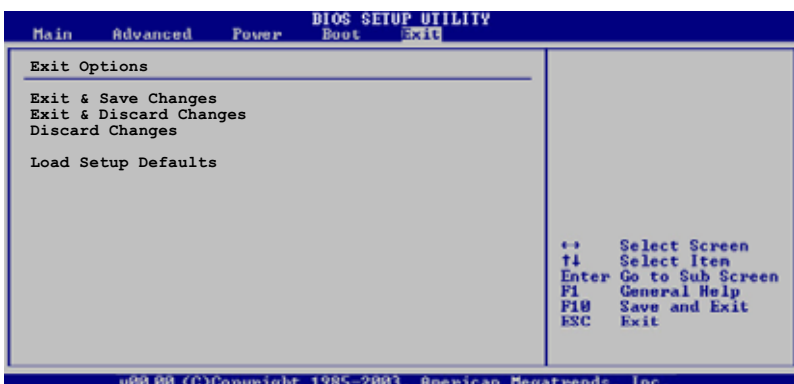 BIOS SETUP UTILITY
Main Advanced Power Boot Exit
Exit Options
Exit & Save Changes
Exit & Discard Changes
Discard Changes
Load Setup Defaults
↔ Select Screen
↑↓ Select Item
Enter Go to Sub Screen
F1 General Help
F10 Save and Exit
ESC Exit
v00.00 (C)Copyright 1985-2003, American Megatrends, Inc.